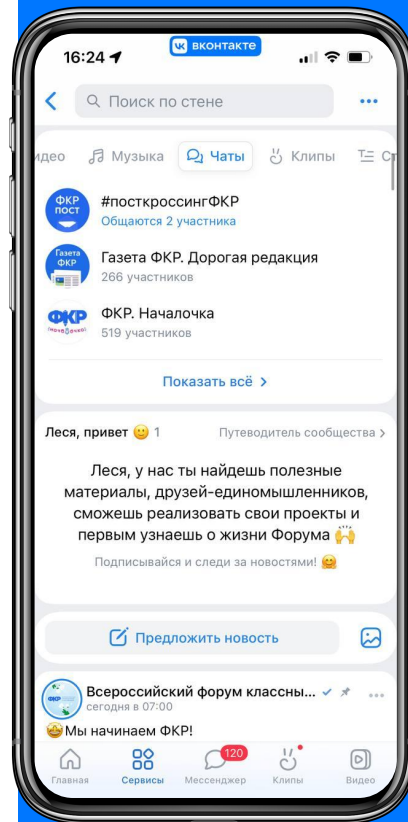 16:24
вконтакте
Поиск по стене
идео Музыка Чаты Клипы Ст
ФКР
ПОСТ
#посткроссингФКР
Общаются 2 участника
Газета
ФКР
Газета ФКР. Дорогая редакция
266 участников
ФКР
ФКР. Началочка
519 участников
Показать всё
Леся, привет 🙂 1 Путеводитель сообщества
Леся, у нас ты найдешь полезные
материалы, друзей-единомышленников,
сможешь реализовать свои проекты и
первым узнаешь о жизни Форума 🙌
Подписывайся и следи за новостями! 🤗
Предложить новость
Всероссийский форум классны...
сегодня в 07:00
🤩Мы начинаем ФКР!
120
Главная Сервисы Мессенджер Клипы Видео